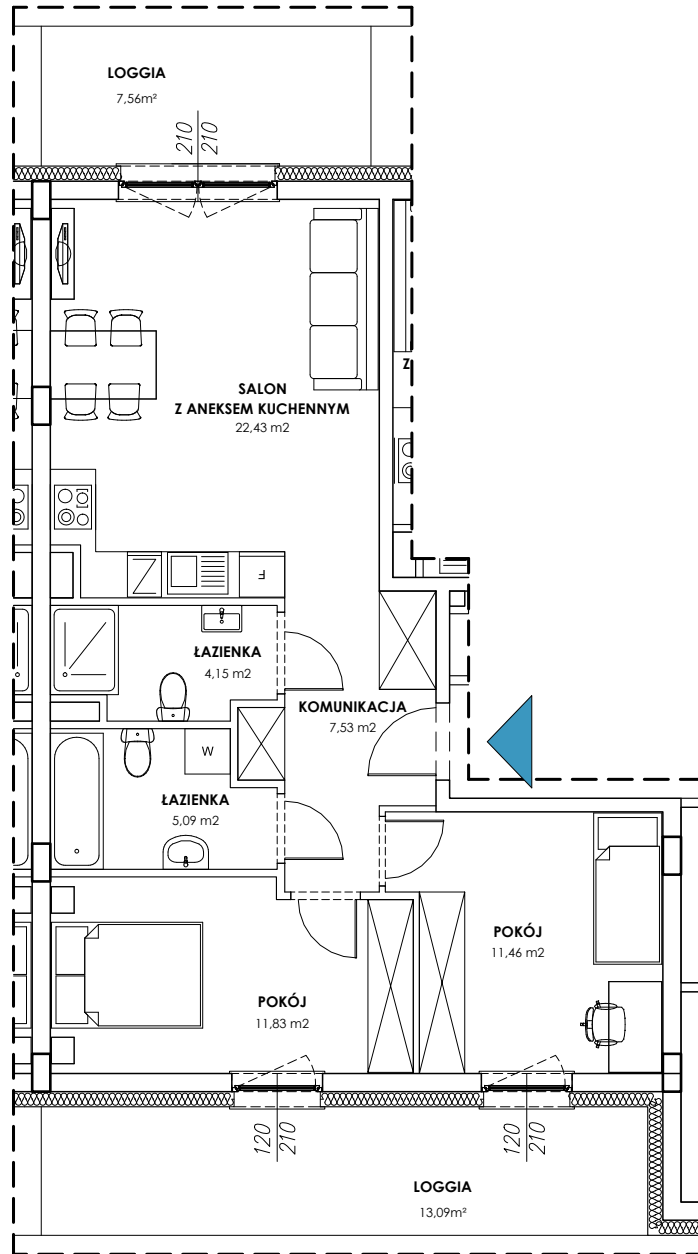 LOGGIA
7,56m²
210
210
SALON
Z ANEKSEM KUCHENNYM
22,43 m2
Z
F
ŁAZIENKA
4,15 m2
KOMUNIKACJA
7,53 m2
W
ŁAZIENKA
5,09 m2
POKÓJ
11,46 m2
POKÓJ
11,83 m2
120
210
120
210
LOGGIA
13,09m²